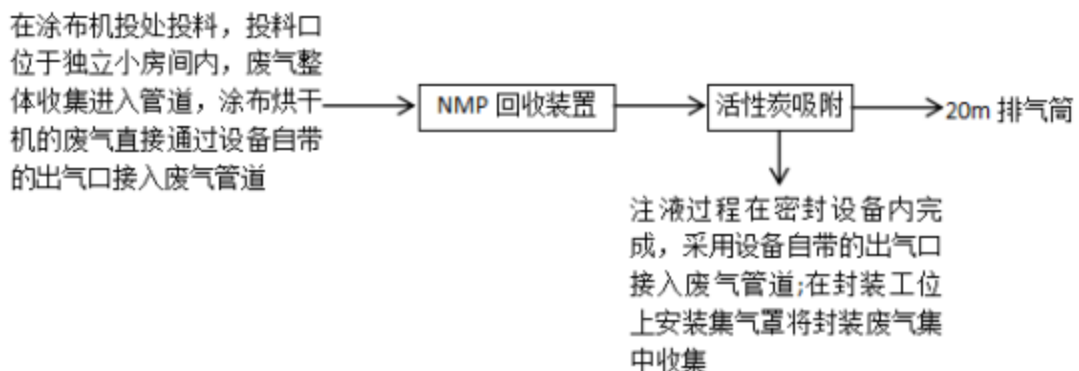 在涂布机投处投料，投料口
位于独立小房间内，废气整
体收集进入管道，涂布烘干
机的废气直接通过设备自带
的出气口接入废气管道
NMP 回收装置
活性炭吸附
20m 排气筒
注液过程在密封设备内完
成，采用设备自带的出气口
接入废气管道;在封装工位
上安装集气罩将封装废气集
中收集